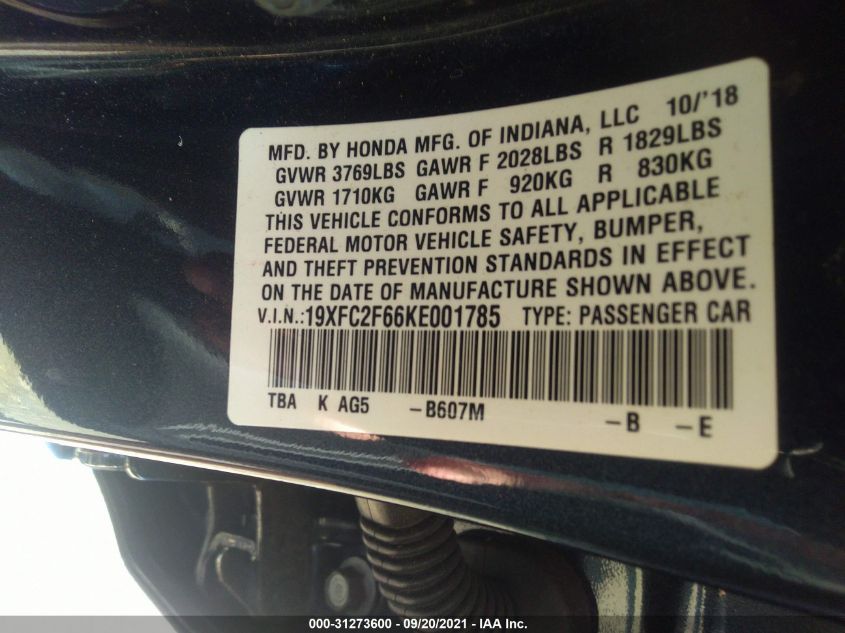 MFD. BY HONDA MFG. OF INDIANA, LLC 10/'18
GVWR 3769LBS GAWR F 2028LBS R 1829LBS
GVWR 1710KG GAWR F 920KG R 830KG
THIS VEHICLE CONFORMS TO ALL APPLICABLE
FEDERAL MOTOR VEHICLE SAFETY, BUMPER,
AND THEFT PREVENTION STANDARDS IN EFFECT
ON THE DATE OF MANUFACTURE SHOWN ABOVE.
V.I.N.:19XFC2F66KE001785 TYPE: PASSENGER CAR
TBA K AG5 -B607M -B -E
000-31273600 - 09/20/2021 - IAA Inc.